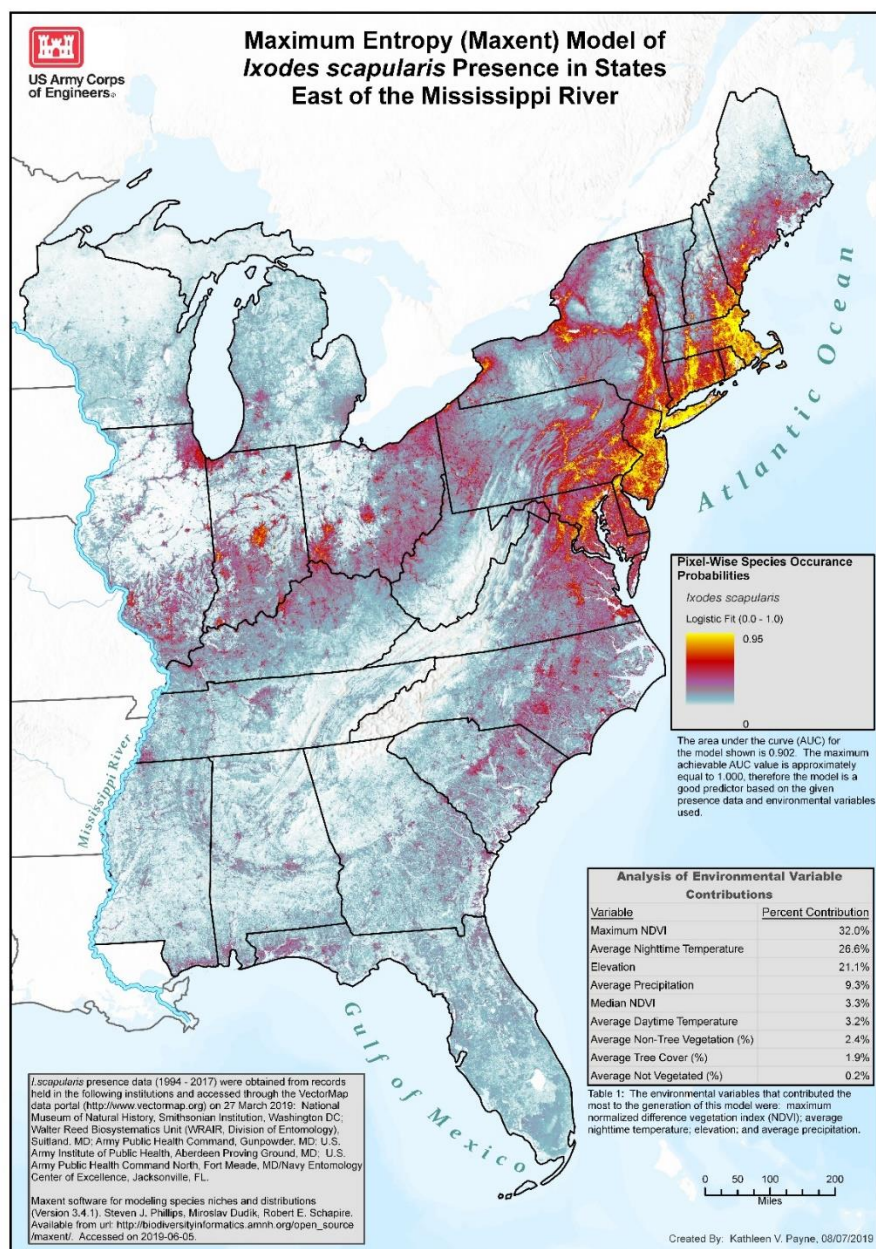 US Army Corps
of Engineers®
Maximum Entropy (Maxent) Model of
Ixodes scapularis Presence in States
East of the Mississippi River
Atlantic Ocean
Mississippi River
Gulf of Mexico
Pixel-Wise Species Occurance
Probabilities
Ixodes scapularis
Logistic Fit (0.0 - 1.0)
0.95
0
The area under the curve (AUC) for
the model shown is 0.902. The maximum
achievable AUC value is approximately
equal to 1.000, therefore the model is a
good predictor based on the given
presence data and environmental variables
used.
Analysis of Environmental Variable
Contributions
Variable Percent Contribution
Maximum NDVI 32.0%
Average Nighttime Temperature 26.6%
Elevation 21.1%
Average Precipitation 9.3%
Median NDVI 3.3%
Average Daytime Temperature 3.2%
Average Non-Tree Vegetation (%) 2.4%
Average Tree Cover (%) 1.9%
Average Not Vegetated (%) 0.2%
Table 1: The environmental variables that contributed the
most to the generation of this model were: maximum
normalized difference vegetation index (NDVI); average
nighttime temperature; elevation; and average precipitation.
I.scapularis presence data (1994 - 2017) were obtained from records
held in the following institutions and accessed through the VectorMap
data portal (http://www.vectormap.org) on 27 March 2019: National
Museum of Natural History, Smithsonian Institution, Washington DC;
Walter Reed Biosystematics Unit (WRAIR, Division of Entomology),
Suitland. MD; Army Public Health Command, Gunpowder. MD: U.S.
Army Institute of Public Health, Aberdeen Proving Ground, MD; U.S.
Army Public Health Command North, Fort Meade, MD/Navy Entomology
Center of Excellence, Jacksonville, FL.
Maxent software for modeling species niches and distributions
(Version 3.4.1). Steven J. Phillips, Miroslav Dudik, Robert E. Schapire.
Available from url: http://biodiversityinformatics.amnh.org/open_source
/maxent/. Accessed on 2019-06-05.
200 100 50 0 200
Miles
Created By: Kathleen V. Payne, 08/07/2019